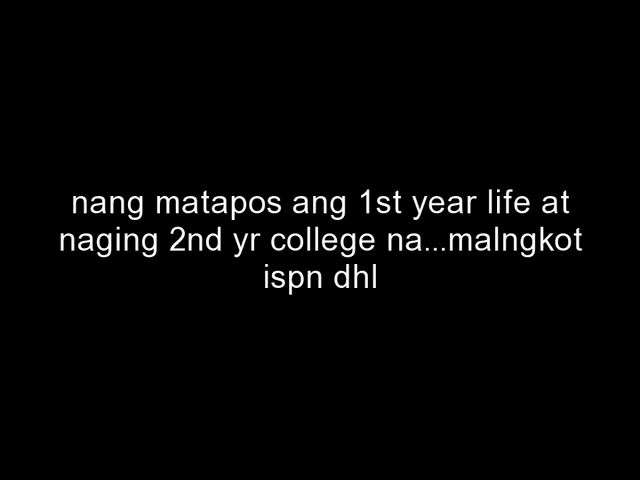 nang matapos ang 1st year life at
naging 2nd yr college na...malngkot
ispn dhl